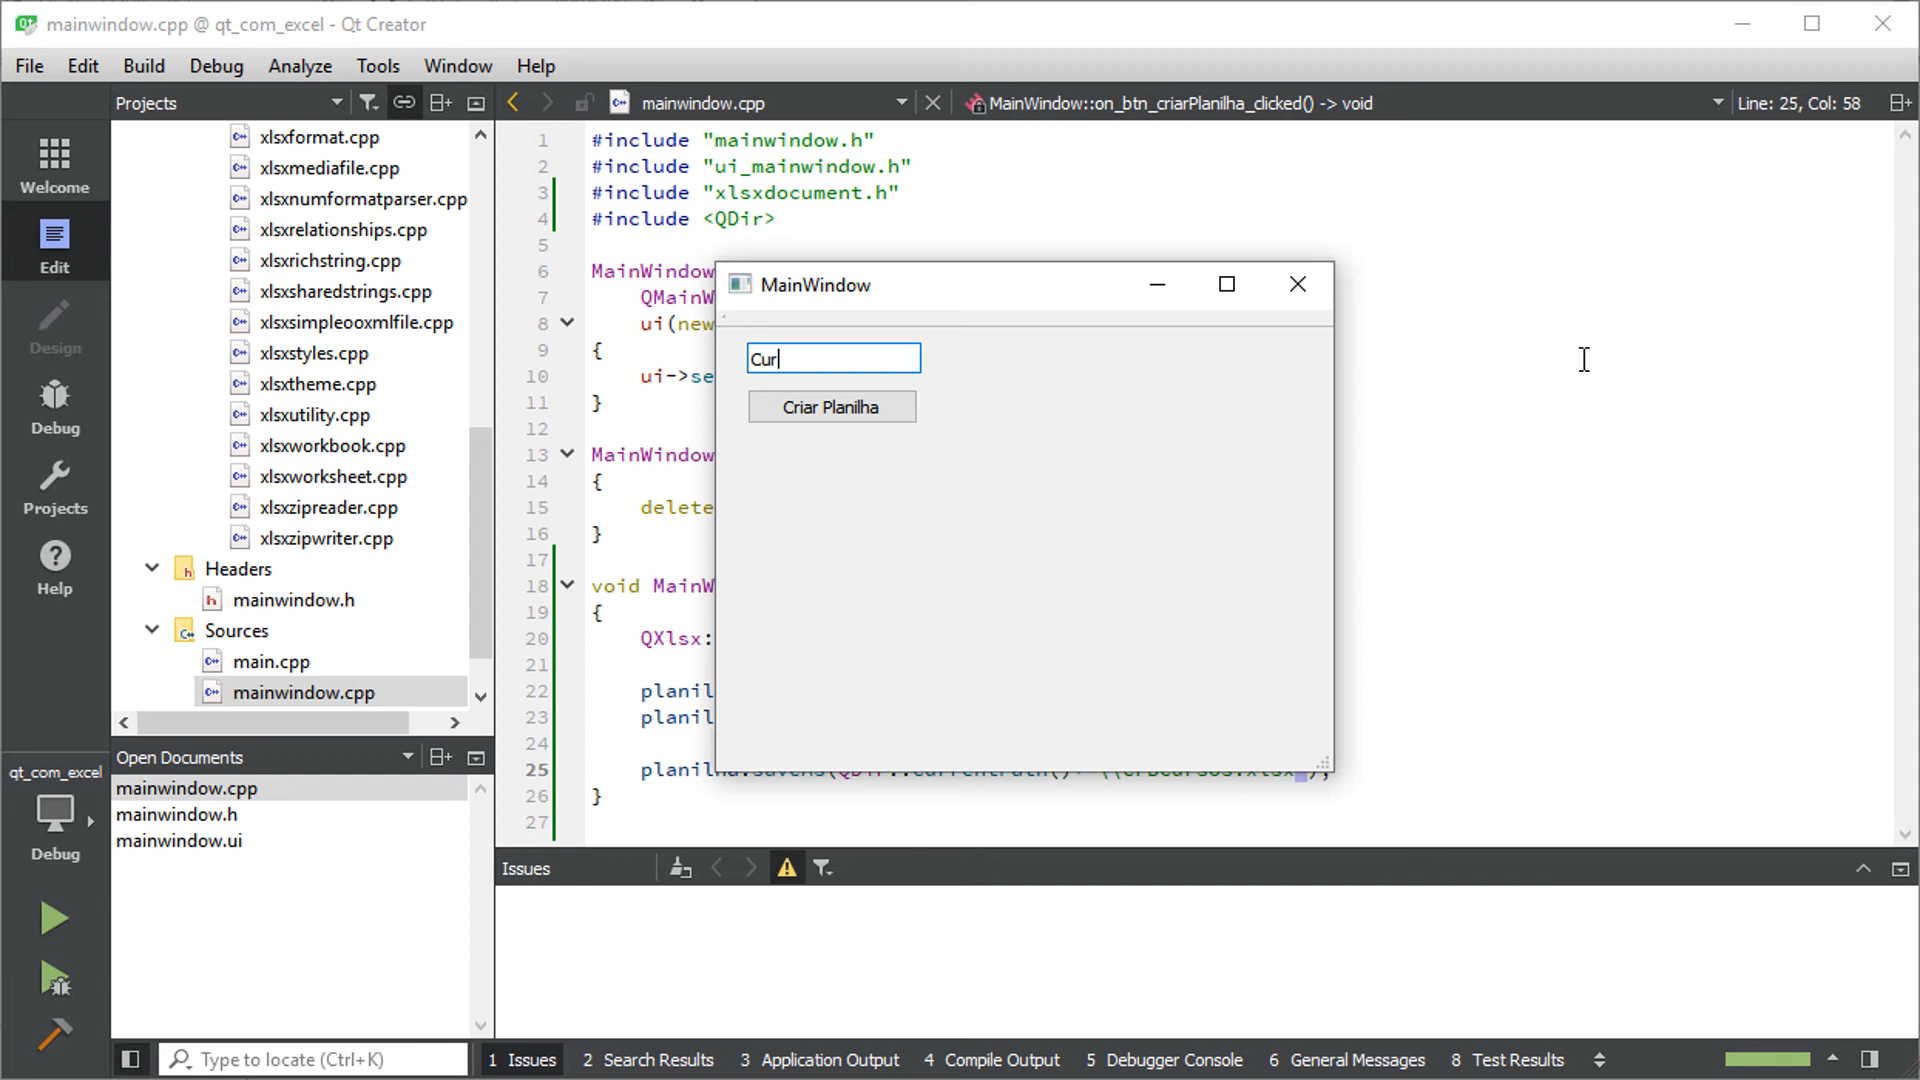 mainwindow.cpp @ qt_com_excel - Qt Creator
File Edit Build Debug Analyze Tools Window Help
Projects
mainwindow.cpp
MainWindow::on_btn_criarPlanilha_clicked() -> void
Line: 25, Col: 58
Welcome
Edit
Design
Debug
Projects
Help
xlsxformat.cpp
xlsxmediafile.cpp
xlsxnumformatparser.cpp
xlsxrelationships.cpp
xlsxrichstring.cpp
xlsxsharedstrings.cpp
xlsxsimpleooxmlfile.cpp
xlsxstyles.cpp
xlsxtheme.cpp
xlsxutility.cpp
xlsxworkbook.cpp
xlsxworksheet.cpp
xlsxzipreader.cpp
xlsxzipwriter.cpp
Headers
mainwindow.h
Sources
main.cpp
mainwindow.cpp
Open Documents
mainwindow.cpp
mainwindow.h
mainwindow.ui
qt_com_excel
Debug
1 #include "mainwindow.h"
2 #include "ui_mainwindow.h"
3 #include "xlsxdocument.h"
4 #include <QDir>
5
6 MainWindow
7 QMainW
8 ui(new
9 {
10 ui->se
11 }
12
13 MainWindow
14 {
15 delete
16 }
17
18 void MainW
19 {
20 QXlsx:
21
22 planil
23 planil
24
25 planilha.saveAs(QDir::currentPath()+"\\cfbcursos.xlsx");
26 }
27
MainWindow
Cur
Criar Planilha
Issues
Type to locate (Ctrl+K)
1 Issues 2 Search Results 3 Application Output 4 Compile Output 5 Debugger Console 6 General Messages 8 Test Results